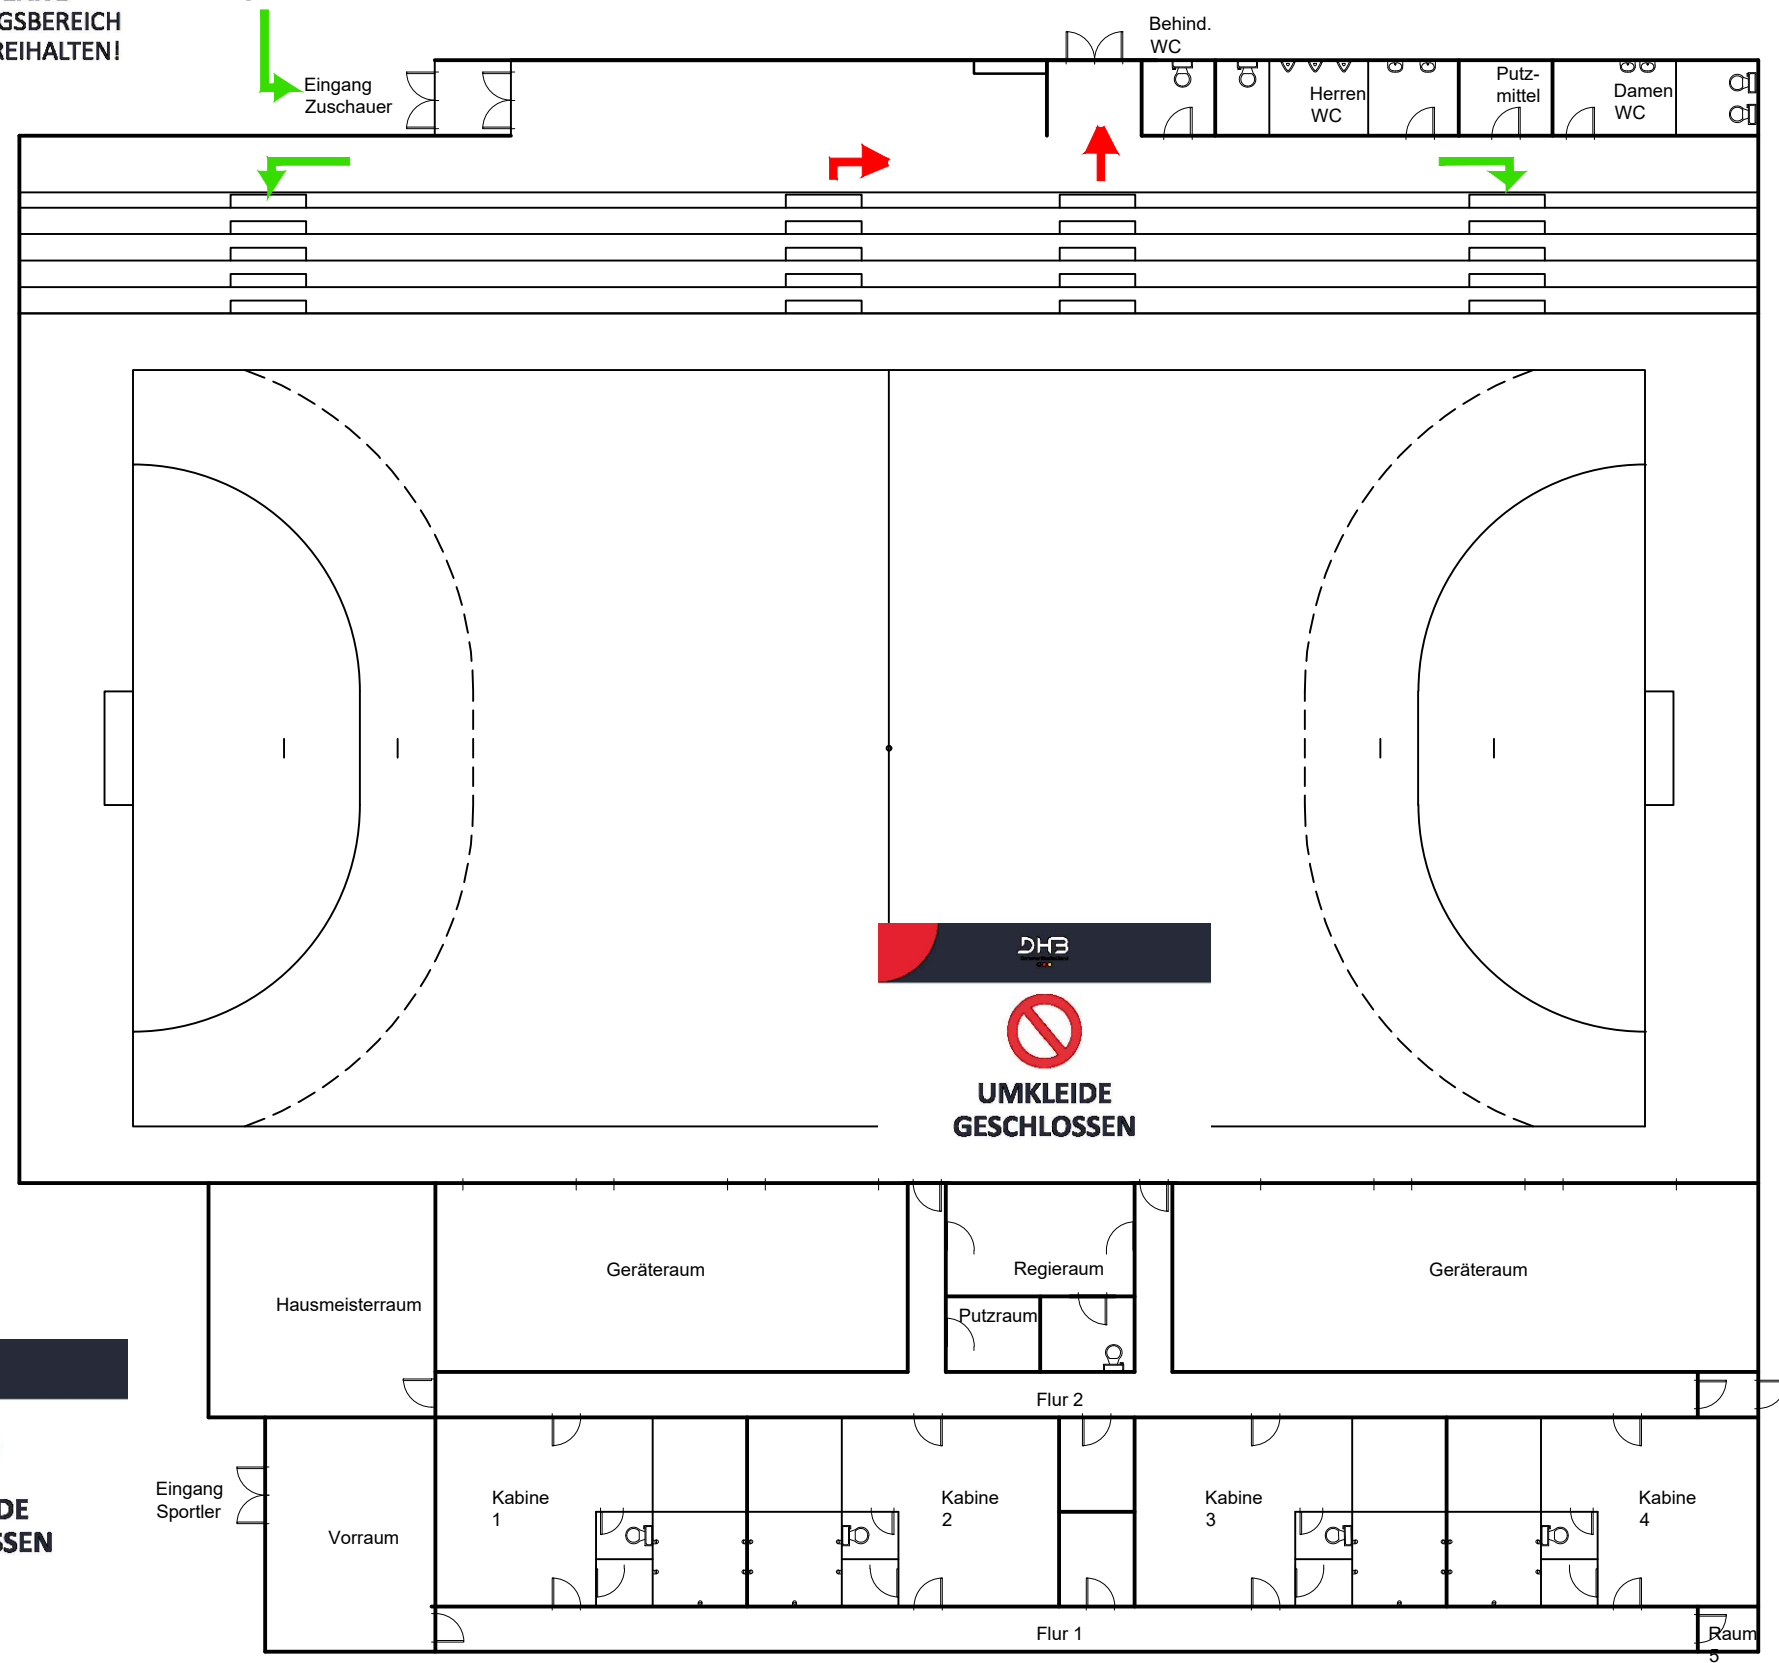 GSBEREICH
REIHALTEN!
Eingang
Zuschauer
Behind.
WC
Herren
WC
Putz-
mittel
Damen
WC
DHB
UMKLEIDE
GESCHLOSSEN
Geräteraum
Regieraum
Geräteraum
Hausmeisterraum
Putzraum
Flur 2
Eingang
Sportler
DE
SSEN
Vorraum
Kabine
1
Kabine
2
Kabine
3
Kabine
4
Flur 1
Raum
5